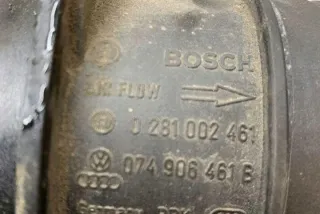 BOSCH
AIR FLOW
0 281 002 461
074 906 461 B
Germany